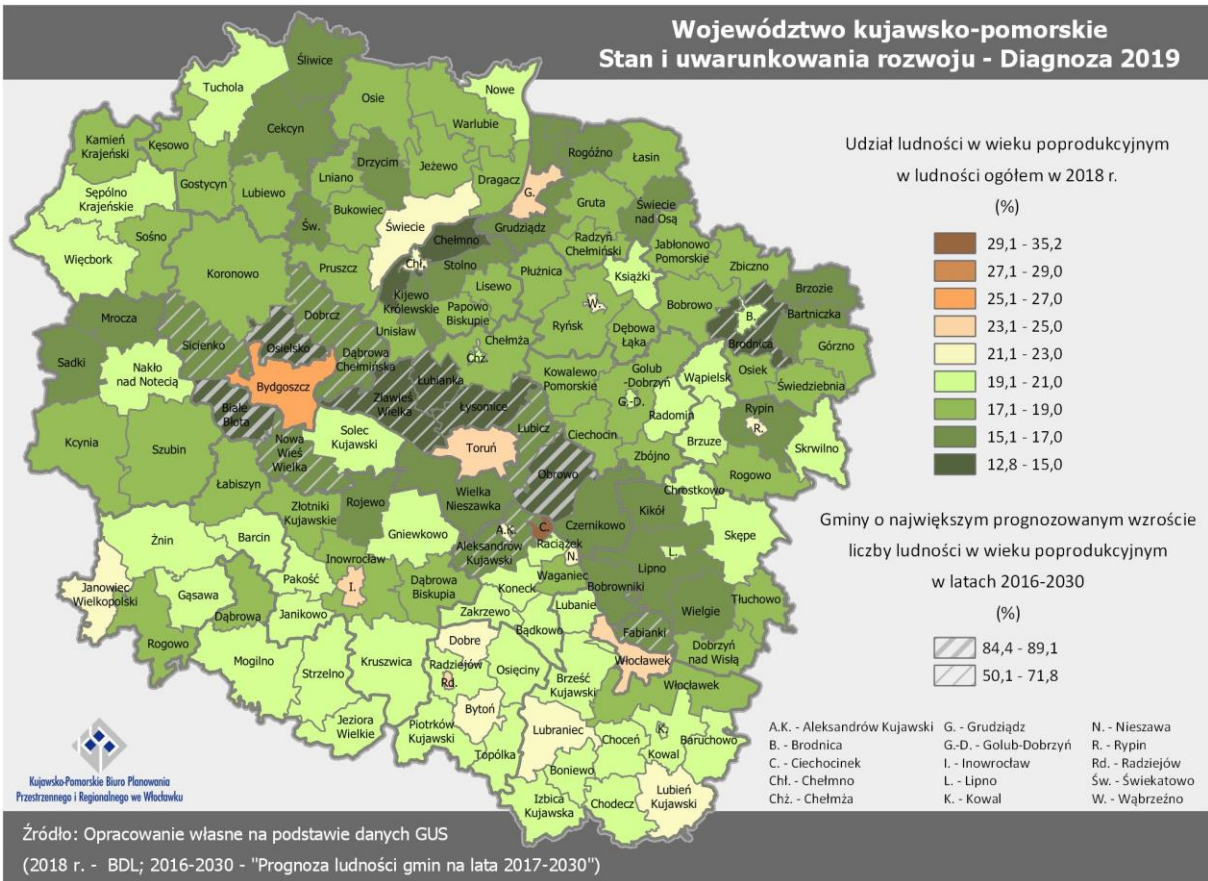 Województwo kujawsko-pomorskie
Stan i uwarunkowania rozwoju - Diagnoza 2019
Udział ludności w wieku poprodukcyjnym
w ludności ogółem w 2018 r.
(%)
29,1 - 35,2
27,1 - 29,0
25,1 - 27,0
23,1 - 25,0
21,1 - 23,0
19,1 - 21,0
17,1 - 19,0
15,1 - 17,0
12,8 - 15,0
Gminy o największym prognozowanym wzroście
liczby ludności w wieku poprodukcyjnym
w latach 2016-2030
(%)
84,4 - 89,1
50,1 - 71,8
A.K. - Aleksandrów Kujawski
B. - Brodnica
C. - Ciechocinek
Chł. - Chełmno
Chż. - Chełmża
G. - Grudziądz
G.-D. - Golub-Dobrzyń
I. - Inowrocław
L. - Lipno
K. - Kowal
N. - Nieszawa
R. - Rypin
Rd. - Radziejów
Św. - Świekatowo
W. - Wąbrzeźno
Śliwice
Tuchola
Nowe
Osie
Warlubie
Cekcyn
Kamień
Krajeński
Kęsowo
Rogóźno
Łasin
Drzycim
Jeżewo
Lniano
Dragacz
Gostycyn
Lubiewo
Sępólno
Krajeńskie
G.
Gruta
Świecie
nad Osą
Bukowiec
Świecie
Św.
Grudziądz
Chełmno
Radzyń
Chełmiński
Jabłonowo
Pomorskie
Sośno
Więcbork
Koronowo
Pruszcz
Chł.
Stolno
Płużnica
Książki
Zbiczno
Lisewo
Kijewo
Królewskie
Papowo
Biskupie
W.
Bobrowo
Brzozie
B.
Bartniczka
Mrocza
Dobrcz
Sicienko
Unisław
Ryńsk
Dębowa
Łąka
Brodnica
Górzno
Osielsko
Dąbrowa
Chełmińska
Chełmża
Chż.
Sadki
Nakło
nad Notecią
Bydgoszcz
Łubianka
Kowalewo
Pomorskie
Golub
-Dobrzyń
G.-D.
Wąpielsk
Osiek
Świedziebnia
Zławieś
Wielka
Łysomice
Białe
Błota
Radomin
Rypin
R.
Lubicz
Kcynia
Szubin
Nowa
Wieś
Wielka
Solec
Kujawski
Toruń
Ciechocin
Zbójno
Brzuze
Skrwilno
Obrowo
Rogowo
Łabiszyn
Złotniki
Kujawskie
Rojewo
Wielka
Nieszawka
Chrostkowo
Kikół
Czernikowo
Skępe
Żnin
Barcin
Gniewkowo
A.K.
C.
Raciążek
N.
Aleksandrów
Kujawski
L.
Lipno
Inowrocław
I.
Janowiec
Wielkopolski
Gąsawa
Pakość
Janikowo
Dąbrowa
Biskupia
Koneck
Waganiec
Bobrowniki
Wielgie
Tłuchowo
Dąbrowa
Rogowo
Zakrzewo
Lubanie
Bądkowo
Fabianki
Dobrzyń
nad Wisłą
Mogilno
Strzelno
Kruszwica
Dobre
Radziejów
Rd.
Osięciny
Włocławek
Brześć
Kujawski
Włocławek
Jeziora
Wielkie
Bytoń
Piotrków
Kujawski
Topólka
Lubraniec
Choceń
K.
Kowal
Baruchowo
Boniewo
Izbica
Kujawska
Chodecz
Lubień
Kujawski
Kujawsko-Pomorskie Biuro Planowania
Przestrzennego i Regionalnego we Włocławku
Źródło: Opracowanie własne na podstawie danych GUS
(2018 r. - BDL; 2016-2030 - "Prognoza ludności gmin na lata 2017-2030")